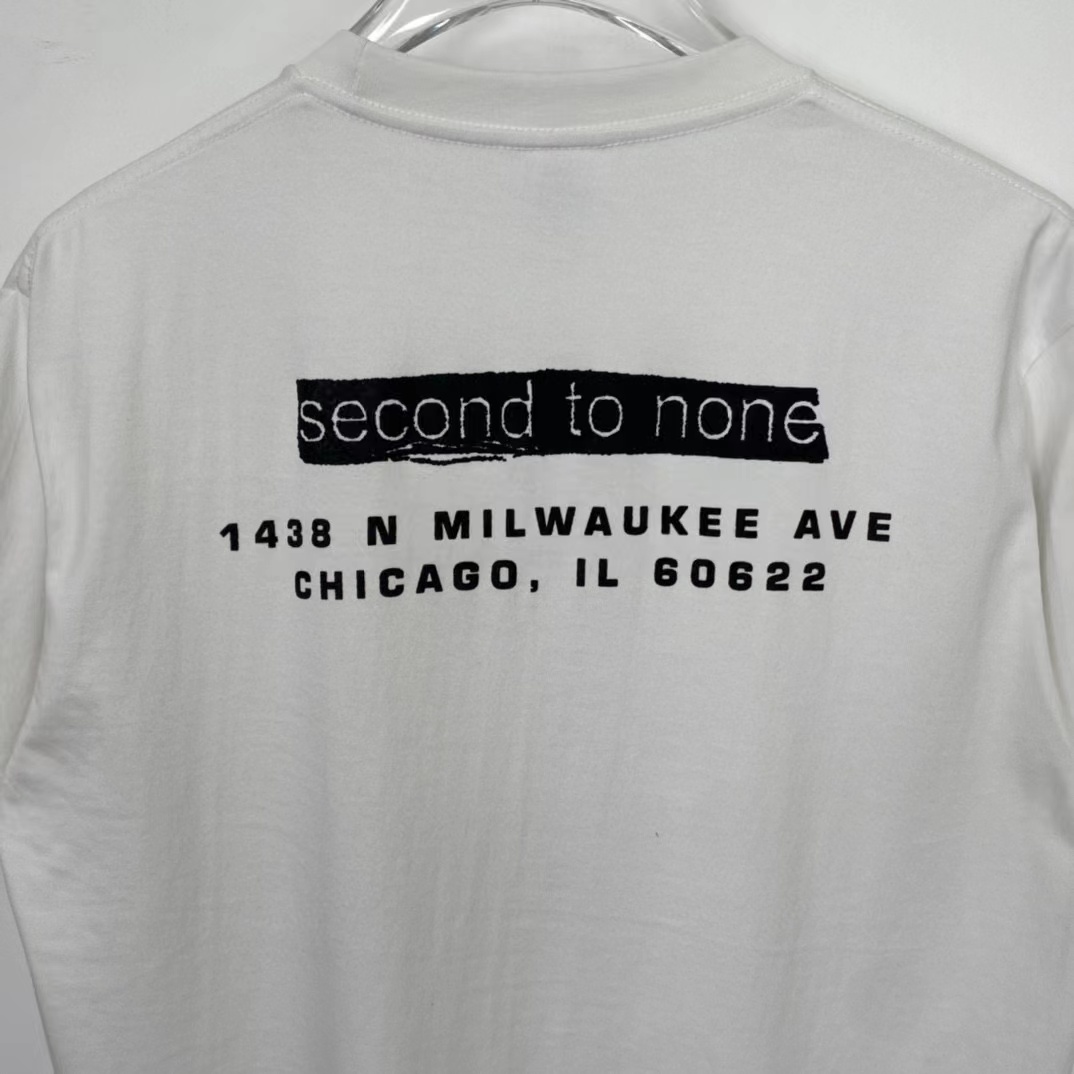 second to none
1438 N MILWAUKEE AVE
CHICAGO, IL 60622